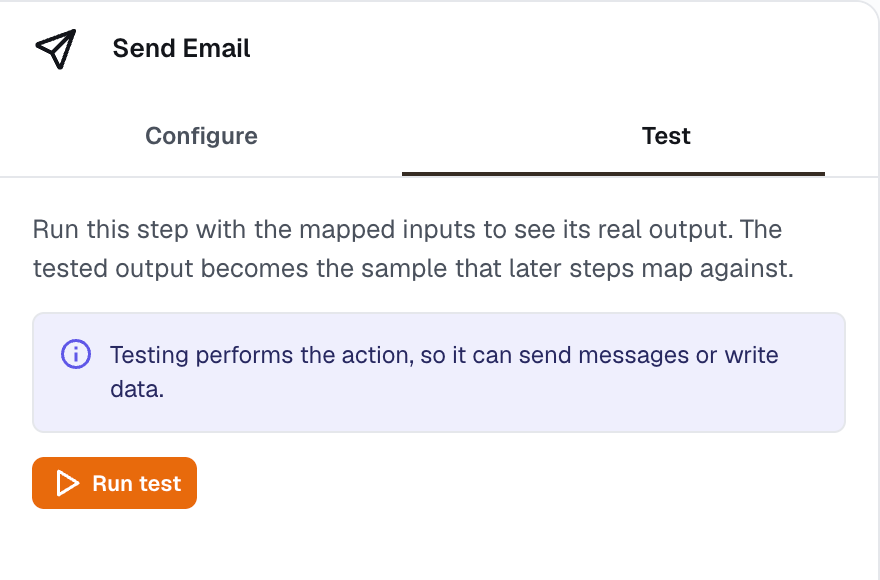 Send Email
Configure
Test
Run this step with the mapped inputs to see its real output. The
tested output becomes the sample that later steps map against.
Testing performs the action, so it can send messages or write
data.
Run test